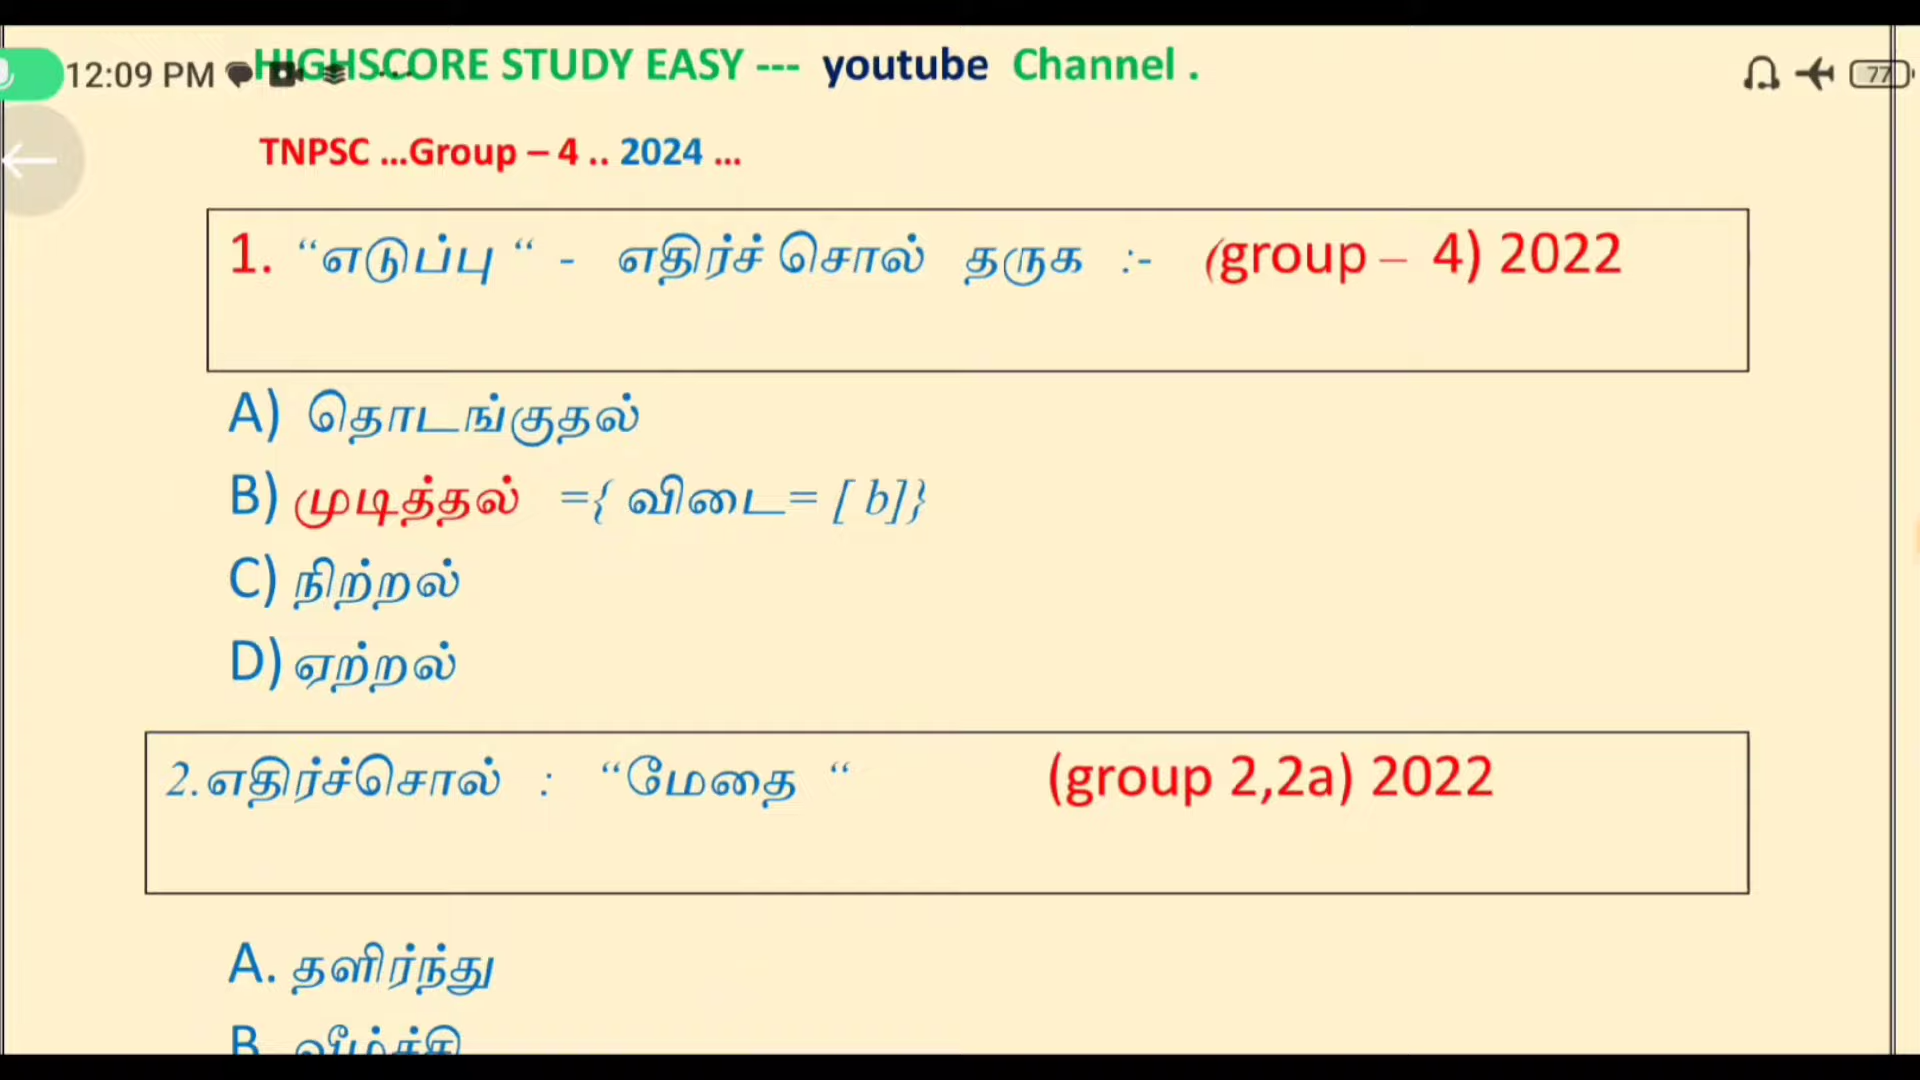 12:09 PM HIGHSCORE STUDY EASY --- youtube Channel .
77
TNPSC ...Group – 4 .. 2024 ...
1. “எடுப்பு “ - எதிர்ச் சொல் தருக :- (group – 4) 2022
A) தொடங்குதல்
B) முடித்தல் ={ விடை= [ b]}
C) நிற்றல்
D) ஏற்றல்
2.எதிர்ச்சொல் : “மேதை “ (group 2,2a) 2022
A. தளிர்ந்து
B. வீழ்ச்சி